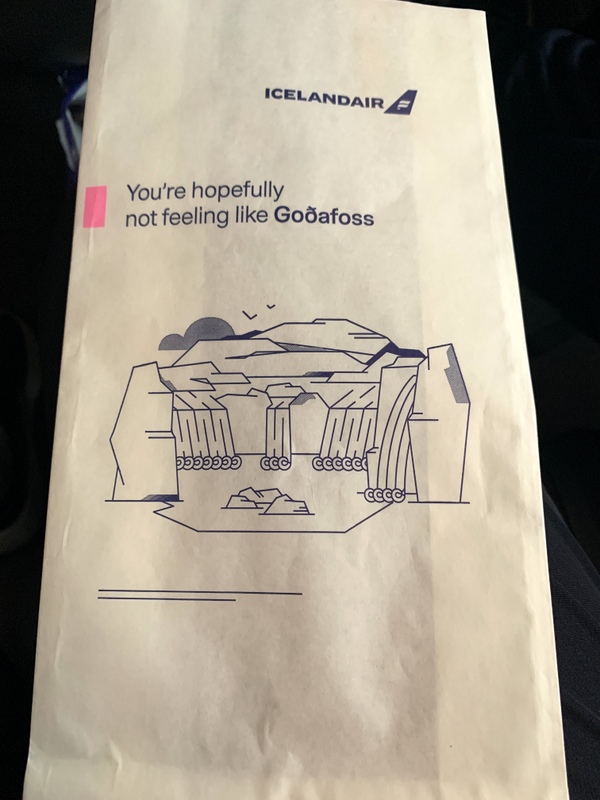 ICELANDAIR
You're hopefully
not feeling like Goðafoss